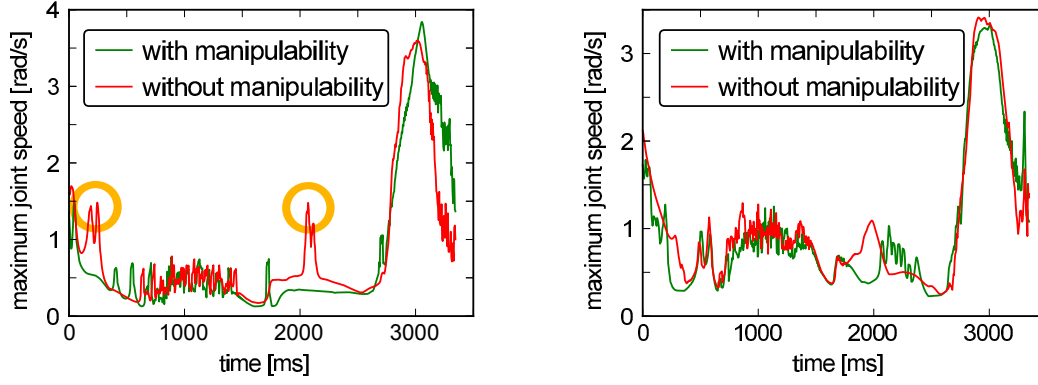 4
3
2
1
0
maximum joint speed [rad/s]
with manipulability
without manipulability
0
1000
2000
3000
time [ms]
3
2
1
0
maximum joint speed [rad/s]
with manipulability
without manipulability
0
1000
2000
3000
time [ms]